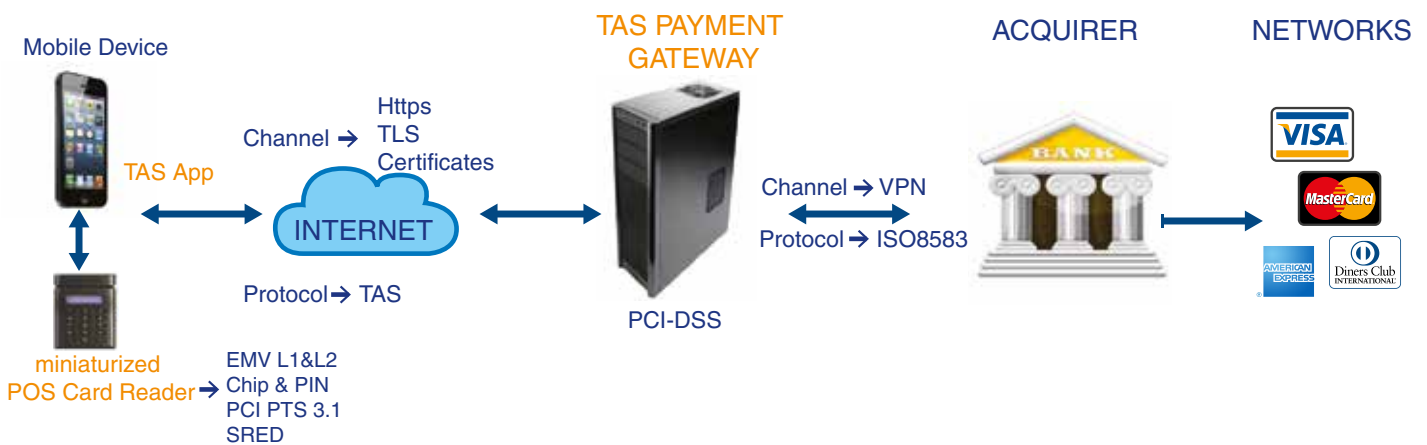 Mobile Device
TAS App
miniaturized
POS Card Reader →
EMV L1&L2
Chip & PIN
PCI PTS 3.1
SRED
Channel →
Https
TLS
Certificates
INTERNET
Protocol → TAS
TAS PAYMENT
GATEWAY
PCI-DSS
Channel → VPN
Protocol → ISO8583
ACQUIRER
BANK
NETWORKS
VISA
MasterCard
AMERICAN
EXPRESS
®
Diners Club
INTERNATIONAL